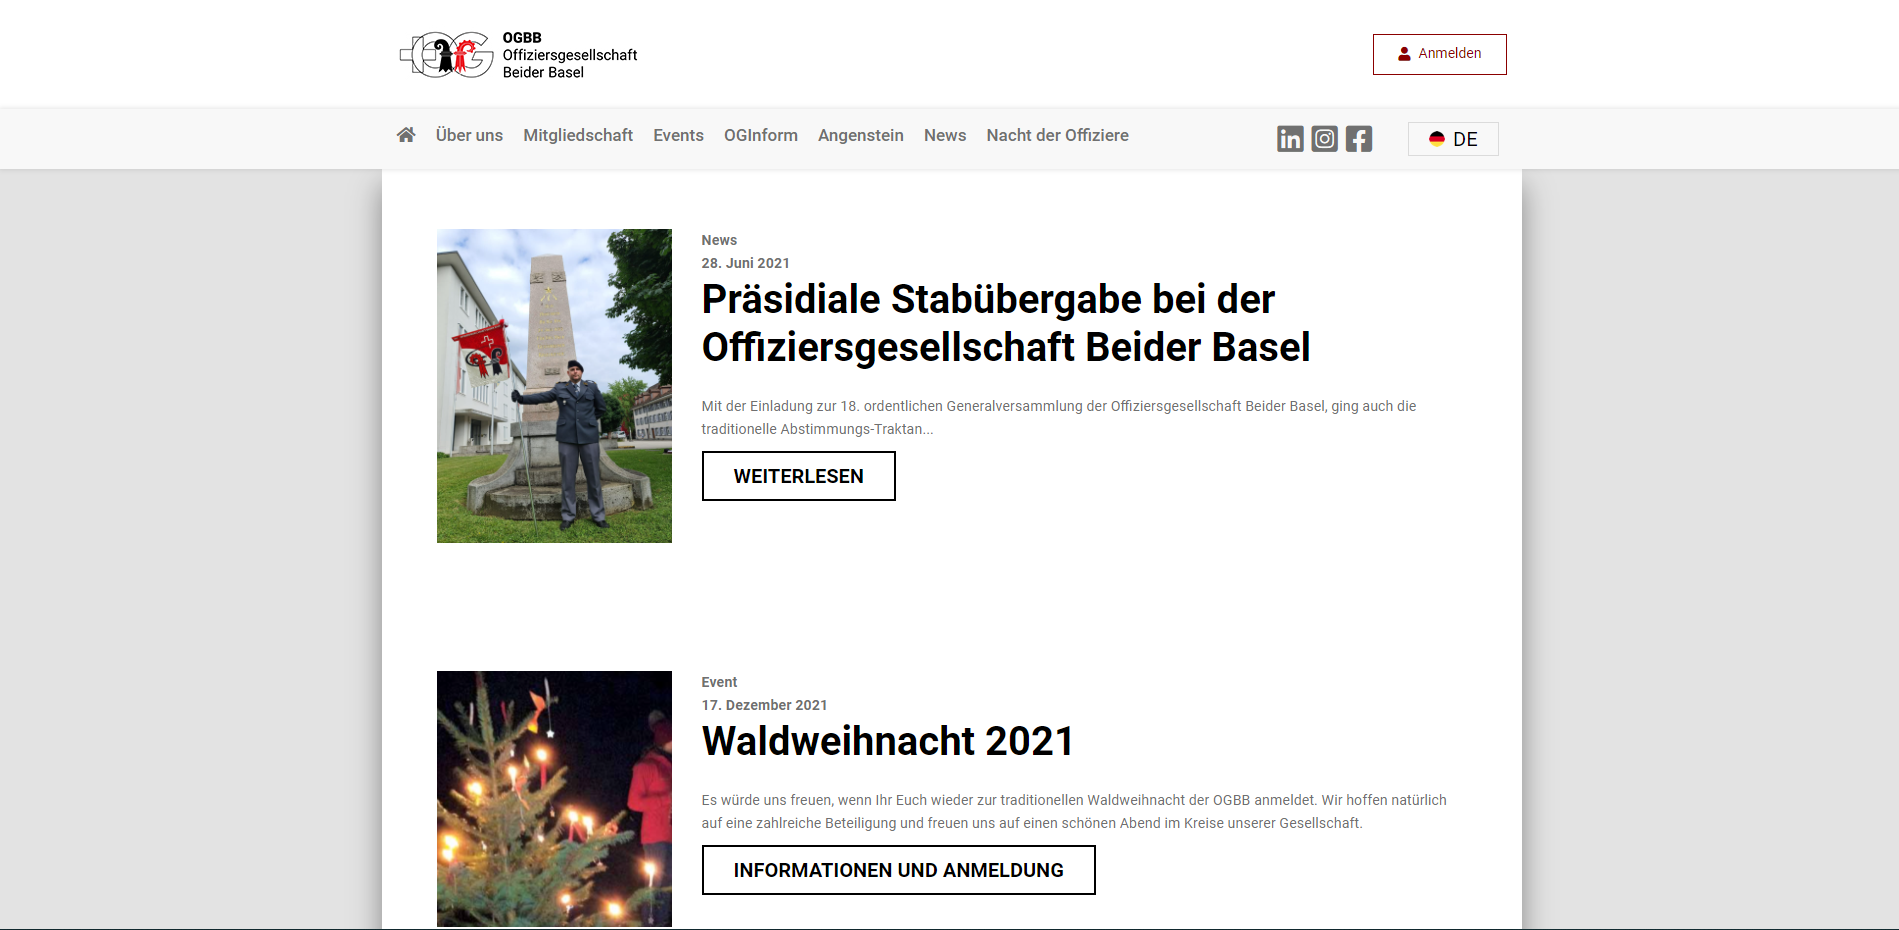 OGBB
Offiziersgesellschaft
Beider Basel
Anmelden
Über uns
Mitgliedschaft
Events
OGInform
Angenstein
News
Nacht der Offiziere
DE
News
28. Juni 2021
Präsidiale Stabübergabe bei der
Offiziersgesellschaft Beider Basel
Mit der Einladung zur 18. ordentlichen Generalversammlung der Offiziersgesellschaft Beider Basel, ging auch die
traditionelle Abstimmungs-Traktan...
WEITERLESEN
Event
17. Dezember 2021
Waldweihnacht 2021
Es würde uns freuen, wenn Ihr Euch wieder zur traditionellen Waldweihnacht der OGBB anmeldet. Wir hoffen natürlich
auf eine zahlreiche Beteiligung und freuen uns auf einen schönen Abend im Kreise unserer Gesellschaft.
INFORMATIONEN UND ANMELDUNG